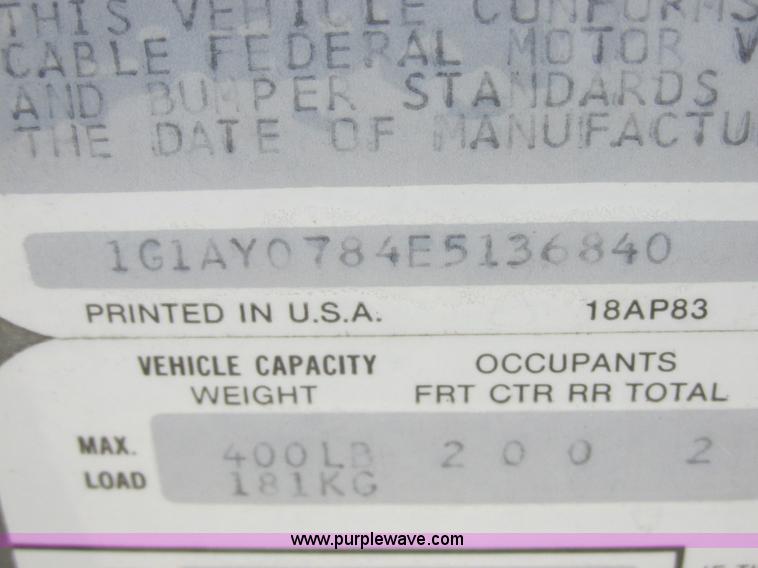 THIS VEHICLE CONFORMS
CABLE FEDERAL MOTOR V
AND BUMPER STANDARDS
THE DATE OF MANUFACTU
1G1AY0784E5136840
PRINTED IN U.S.A. 18AP83
VEHICLE CAPACITY OCCUPANTS
WEIGHT FRT CTR RR TOTAL
MAX. 400LB 2 0 0 2
LOAD 181KG
www.purplewave.com